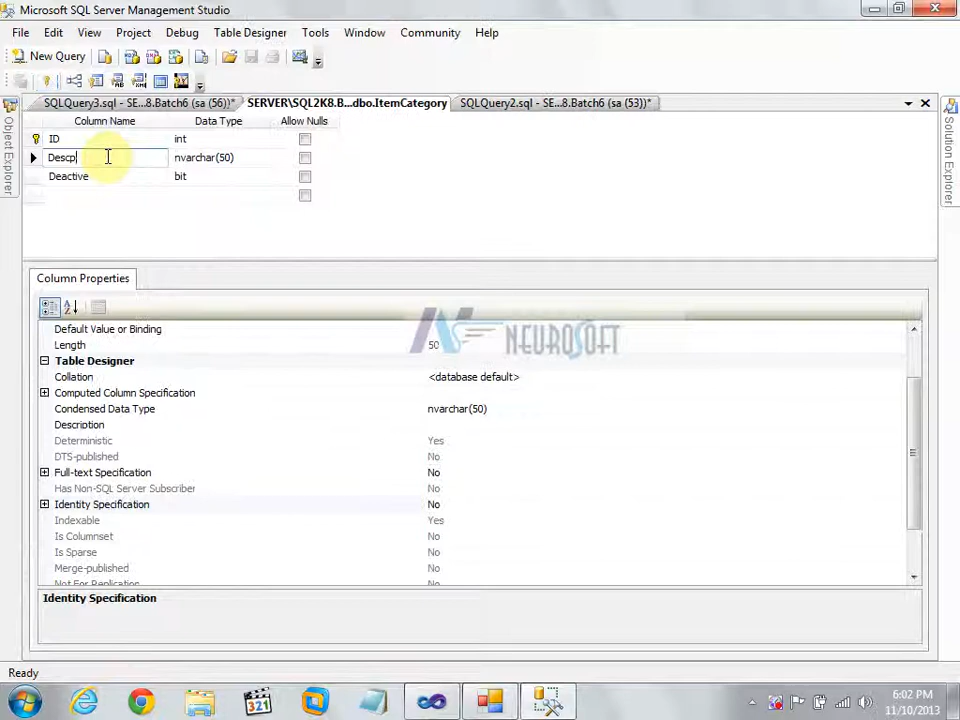 Microsoft SQL Server Management Studio
File Edit View Project Debug Table Designer Tools Window Community Help
New Query
SQLQuery3.sql - SE...8.Batch6 (sa (56))* SERVER\SQL2K8.B...dbo.ItemCategory SQLQuery2.sql - SE...8.Batch6 (sa (53))*
Object Explorer
Solution Explorer
Column Name Data Type Allow Nulls
ID int
Descp nvarchar(50)
Deactive bit
Column Properties
NEUROSOFT
Default Value or Binding
Length 50
Table Designer
Collation <database default>
Computed Column Specification
Condensed Data Type nvarchar(50)
Description
Deterministic Yes
DTS-published No
Full-text Specification No
Has Non-SQL Server Subscriber No
Identity Specification No
Indexable Yes
Is Columnset No
Is Sparse No
Merge-published No
Not For Replication No
Identity Specification
Ready
321
6:02 PM
11/10/2013